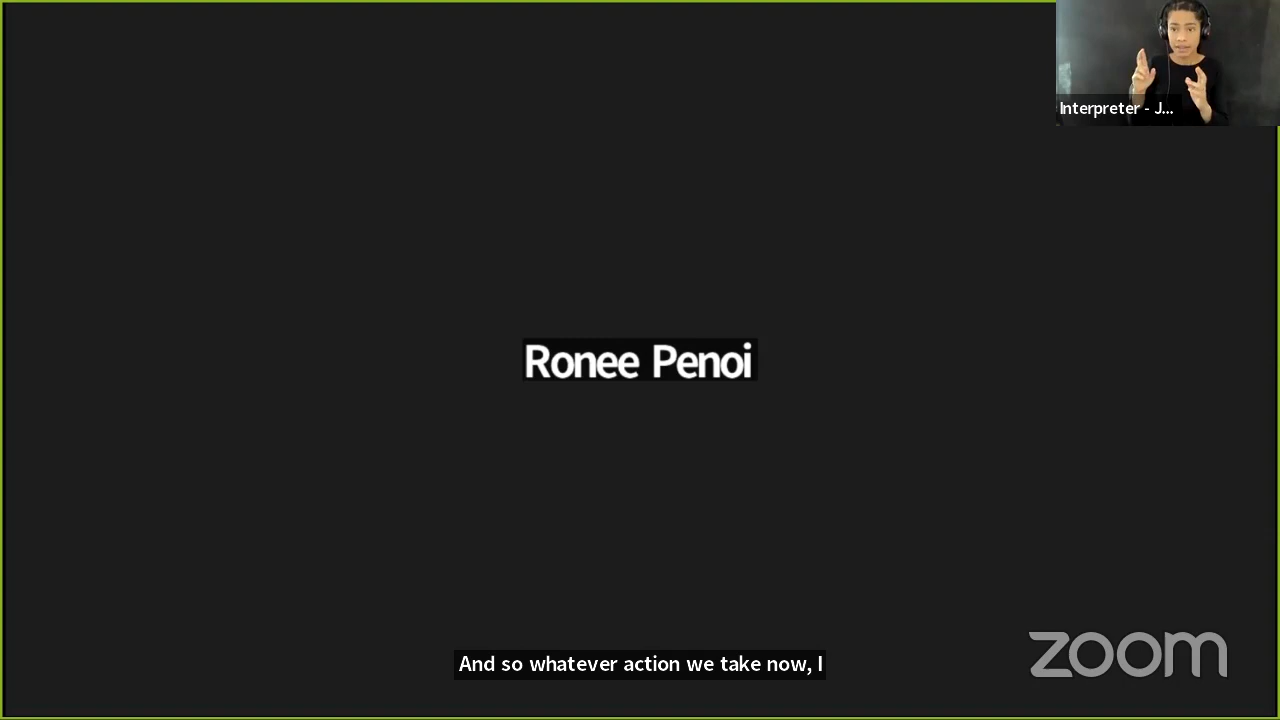 Interpreter - J...
Ronee Penoi
And so whatever action we take now, I
zoom